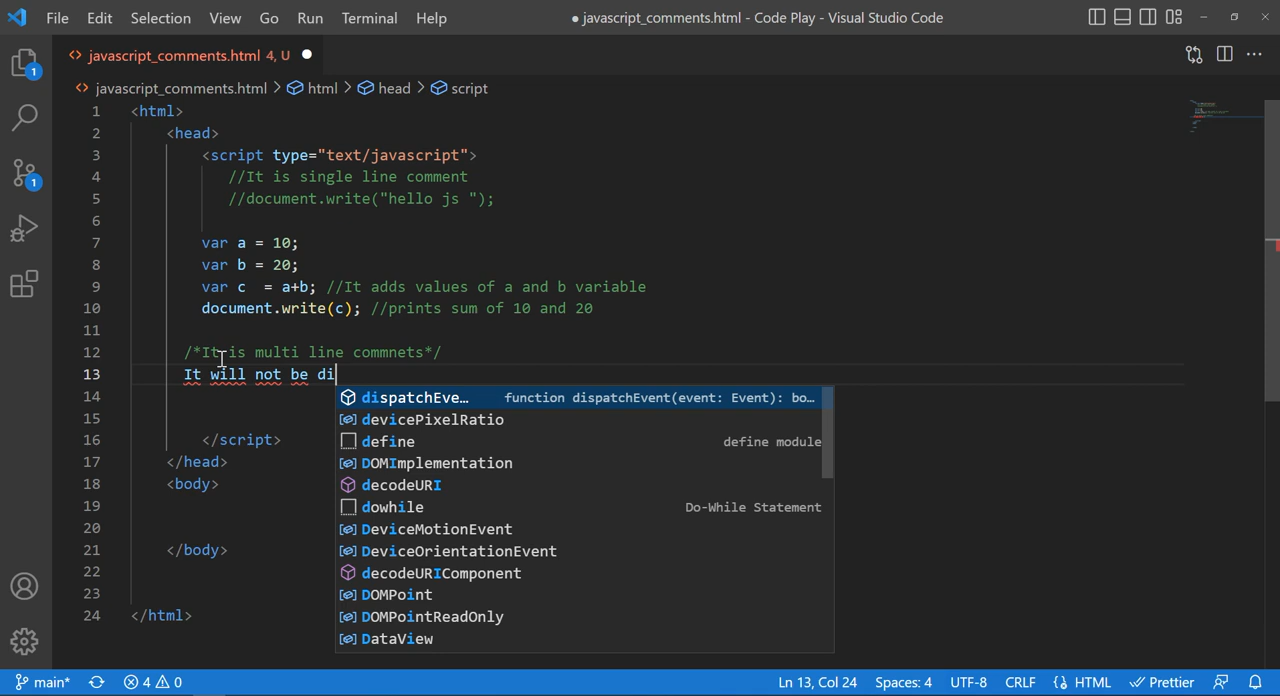 File Edit Selection View Go Run Terminal Help
● javascript_comments.html - Code Play - Visual Studio Code
<> javascript_comments.html 4, U ●
<> javascript_comments.html > html > head > script
1 <html>
2 <head>
3 <script type="text/javascript">
4 //It is single line comment
5 //document.write("hello js ");
6
7 var a = 10;
8 var b = 20;
9 var c  = a+b; //It adds values of a and b variable
10 document.write(c); //prints sum of 10 and 20
11
12 /*It is multi line commnets*/
13 It will not be di
14 dispatchEve… function dispatchEvent(event: Event): bo…
15 devicePixelRatio
define define module
16 </script> DOMImplementation
17 </head>
18 <body> decodeURI
19 dowhile Do-While Statement
20 DeviceMotionEvent
21 </body> DeviceOrientationEvent
22 decodeURIComponent
23 DOMPoint
24 </html> DOMPointReadOnly
DataView
1
1
main* 4 0 Ln 13, Col 24 Spaces: 4 UTF-8 CRLF {} HTML Prettier